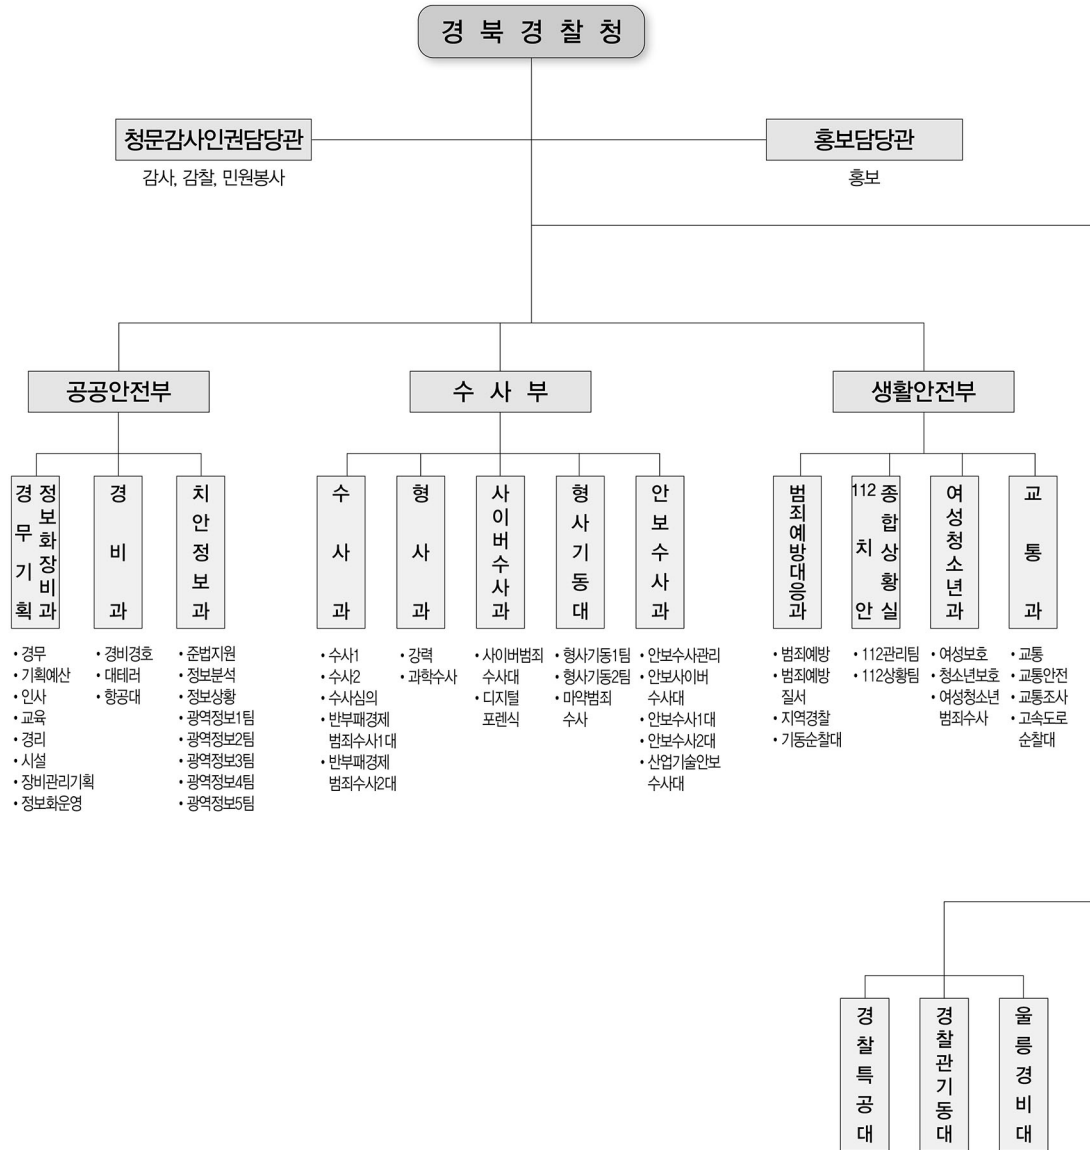 경북경찰청
청문감사인권담당관
감사, 감찰, 민원봉사
홍보담당관
홍보
공공안전부
수사부
생활안전부
경무기획
정보화장비과
• 경무
• 기획예산
• 인사
• 교육
• 경리
• 시설
• 장비관리기획
• 정보화운영
경비과
• 경비경호
• 대테러
• 항공대
치안정보과
• 준법지원
• 정보분석
• 정보상황
• 광역정보1팀
• 광역정보2팀
• 광역정보3팀
• 광역정보4팀
• 광역정보5팀
수사과
• 수사1
• 수사2
• 수사심의
• 반부패경제
범죄수사1대
• 반부패경제
범죄수사2대
형사과
• 강력
• 과학수사
사이버수사과
• 사이버범죄
수사대
• 디지털
포렌식
형사기동대
• 형사기동1팀
• 형사기동2팀
• 마약범죄
수사
안보수사과
• 안보수사관리
• 안보사이버
수사대
• 안보수사1대
• 안보수사2대
• 산업기술안보
수사대
범죄예방대응과
• 범죄예방
• 범죄예방
질서
• 지역경찰
• 기동순찰대
112치안
종합상황실
• 112관리팀
• 112상황팀
여성청소년과
• 여성보호
• 청소년보호
• 여성청소년
범죄수사
교통과
• 교통
• 교통안전
• 교통조사
• 고속도로
순찰대
경찰특공대
경찰관기동대
울릉경비대